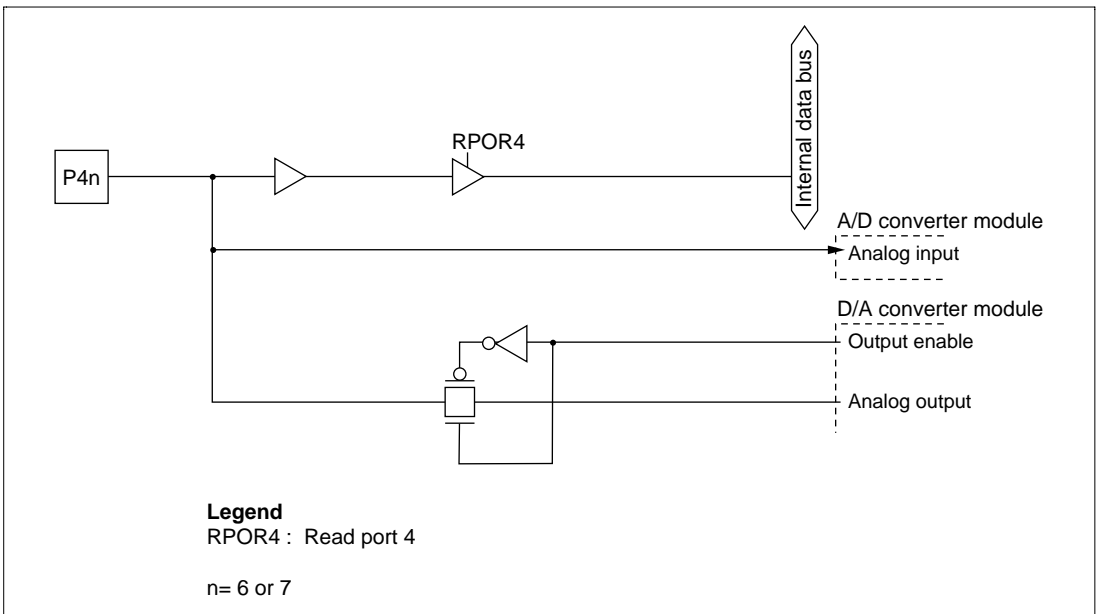 Internal data bus
RPOR4
P4n
A/D converter module
Analog input
D/A converter module
Output enable
Analog output
Legend
RPOR4 : Read port 4
n= 6 or 7